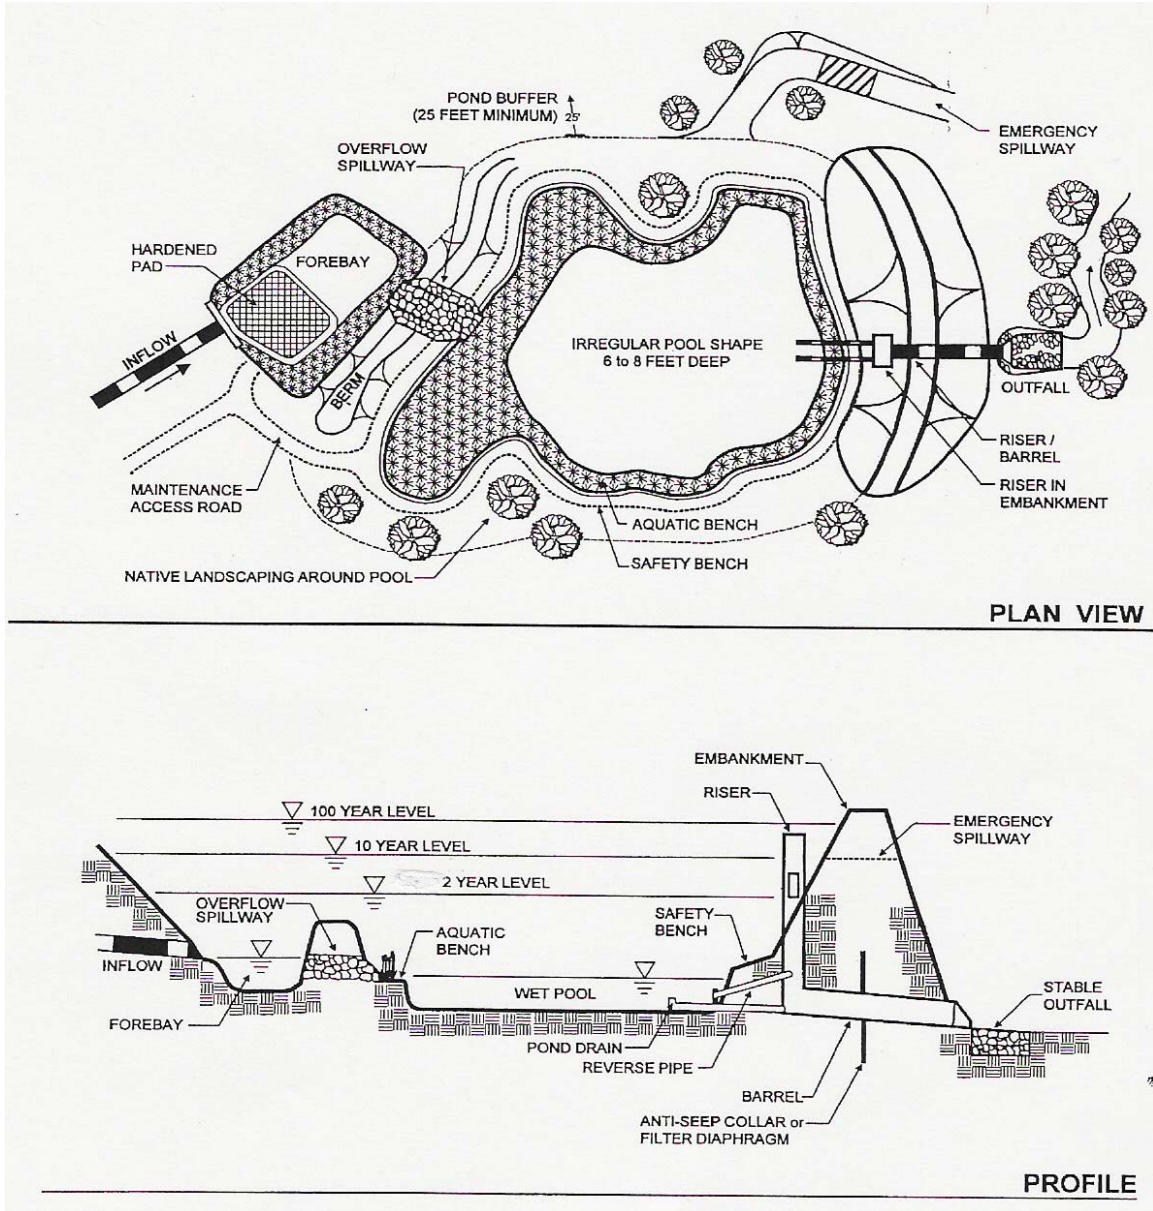 POND BUFFER
(25 FEET MINIMUM)
25'
OVERFLOW
SPILLWAY
EMERGENCY
SPILLWAY
HARDENED
PAD
FOREBAY
INFLOW
BERM
IRREGULAR POOL SHAPE
6 to 8 FEET DEEP
OUTFALL
RISER /
BARREL
RISER IN
EMBANKMENT
MAINTENANCE
ACCESS ROAD
AQUATIC BENCH
SAFETY BENCH
NATIVE LANDSCAPING AROUND POOL
PLAN VIEW
EMBANKMENT
RISER
100 YEAR LEVEL
EMERGENCY
SPILLWAY
10 YEAR LEVEL
2 YEAR LEVEL
OVERFLOW
SPILLWAY
AQUATIC
BENCH
SAFETY
BENCH
INFLOW
WET POOL
STABLE
OUTFALL
FOREBAY
POND DRAIN
REVERSE PIPE
BARREL
ANTI-SEEP COLLAR or
FILTER DIAPHRAGM
PROFILE